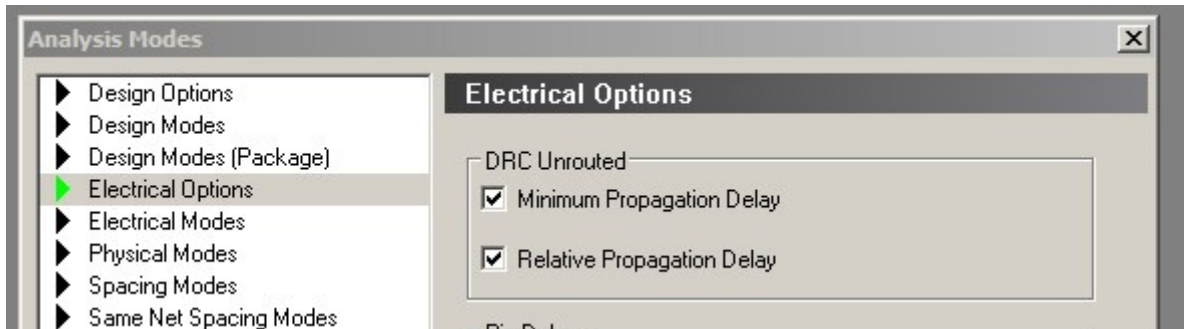 Analysis Modes
Design Options
Design Modes
Design Modes (Package)
Electrical Options
Electrical Modes
Physical Modes
Spacing Modes
Same Net Spacing Modes
Electrical Options
DRC Unrouted
Minimum Propagation Delay
Relative Propagation Delay